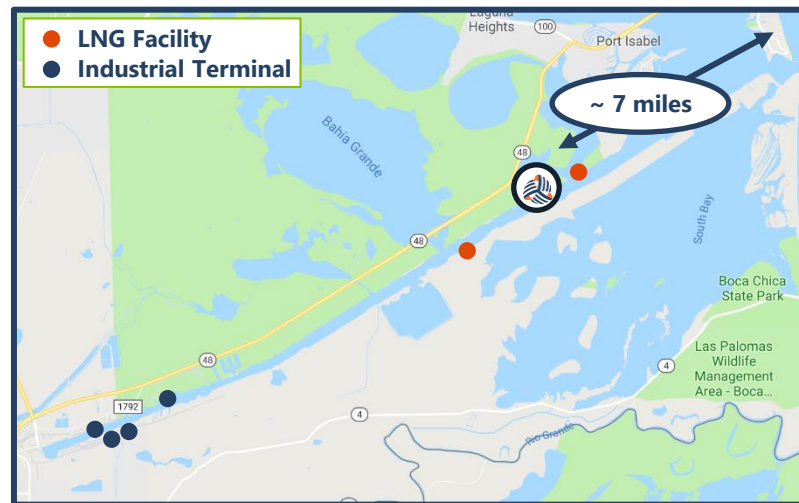 LNG Facility
Industrial Terminal
Laguna
Heights
100
Port Isabel
~ 7 miles
Bahia Grande
48
48
South Bay
Boca Chica
State Park
Las Palomas
Wildlife
Management
Area - Boca...
48
4
1792
4
Rio Grande